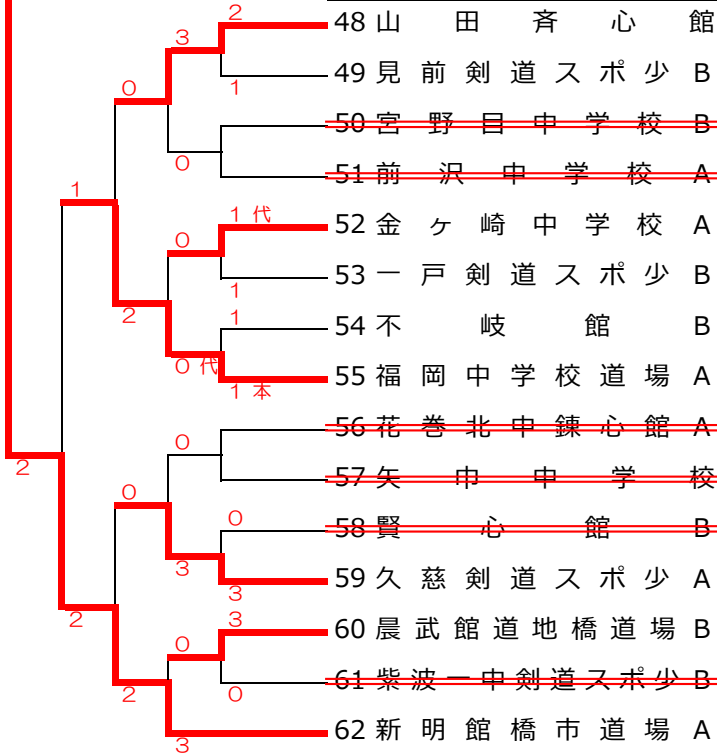 2
48 山田斉心館
3
49 見前剣道スポ少 B
1
0
50 宮野目中学校 B
0
51 前沢中学校 A
1
1 代
52 金ヶ崎中学校 A
0
53 一戸剣道スポ少 B
1
2
1
54 不岐館 B
0 代
55 福岡中学校道場 A
1 本
56 花巻北中錬心館 A
0
2
57 矢巾中学校
0
0
58 賢心館 B
3
59 久慈剣道スポ少 A
3
2
3
60 晨武館道地橋道場 B
0
61 紫波一中剣道スポ少 B
2
0
62 新明館橋市道場 A
3